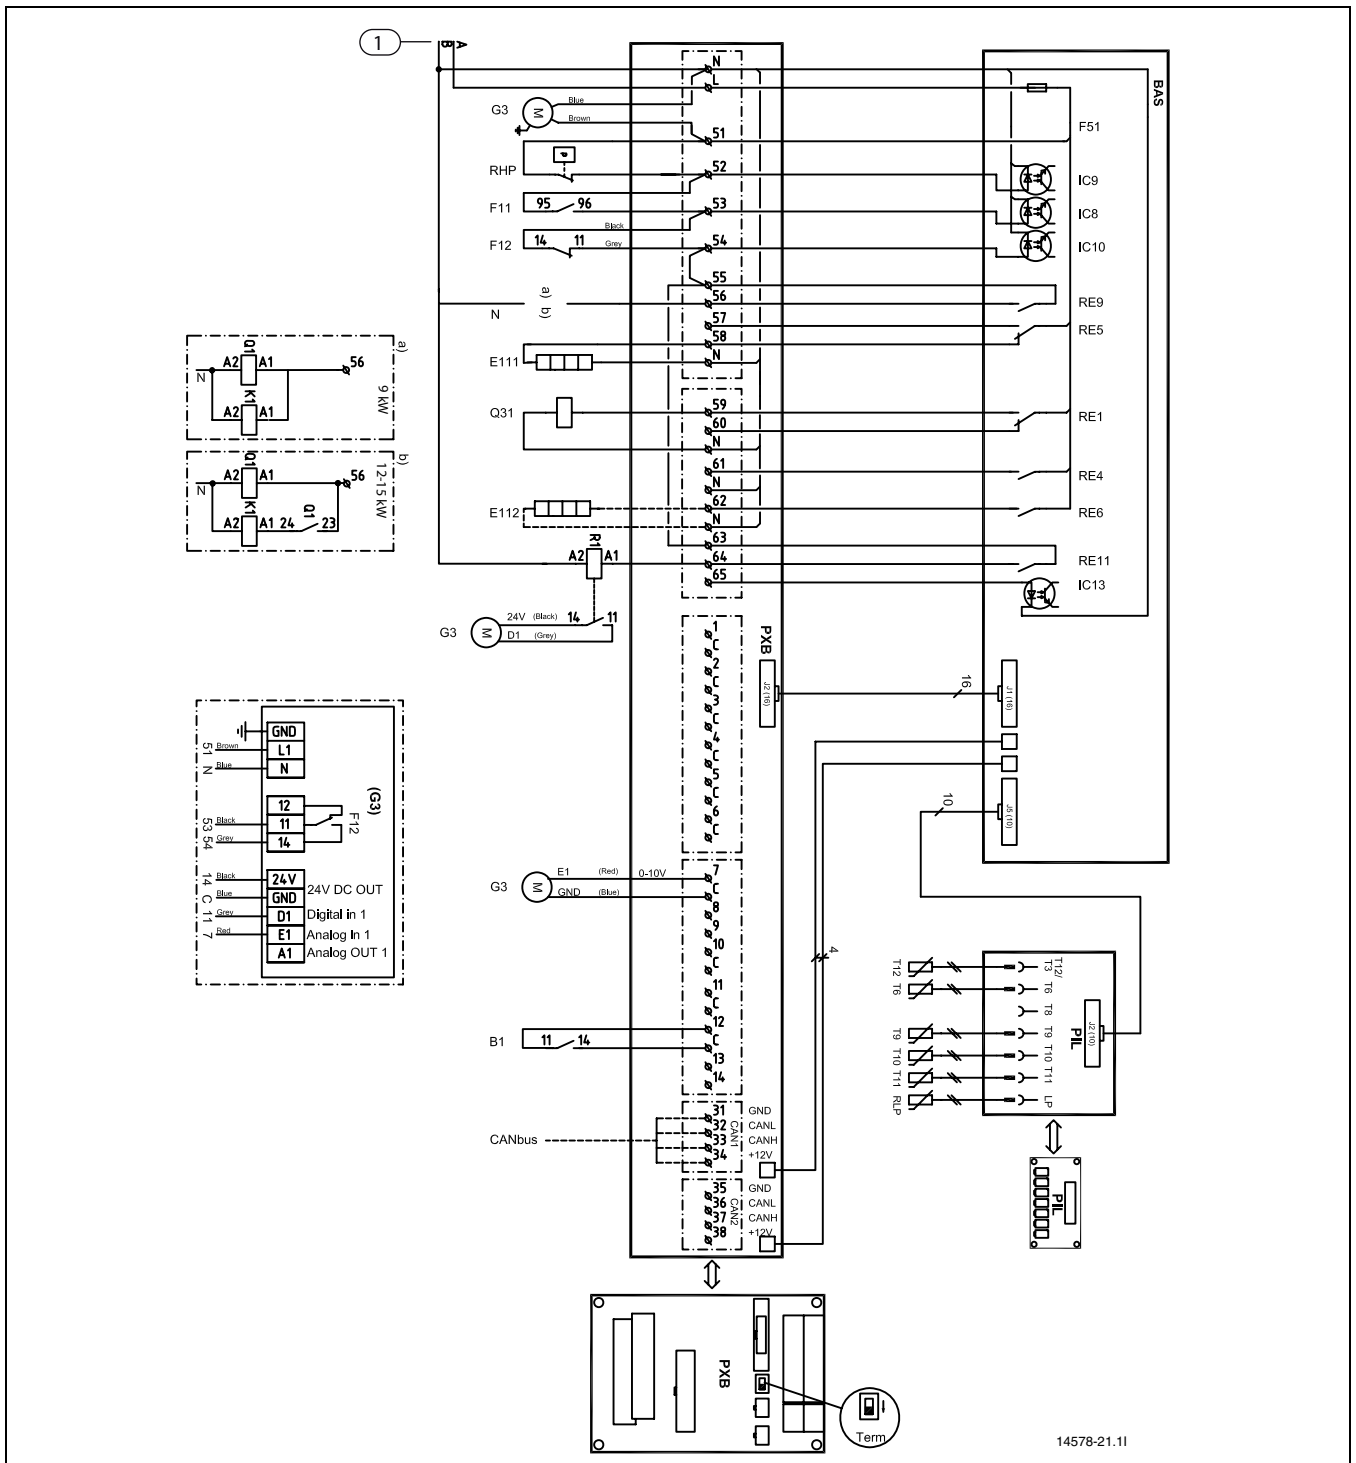 1
A
B
N
L
BAS
G3
M
Blue
Brown
51
F51
RHP
P
52
IC9
F11
95
96
53
IC8
Black
F12
14
11
Grey
54
IC10
55
N
a)
b)
56
RE9
57
RE5
58
E111
N
Q31
59
60
N
RE1
61
N
RE4
E112
62
N
RE6
63
R1
A2
A1
64
RE11
65
IC13
G3
M
24V
(Black)
14
11
D1
(Grey)
a)
9 kW
Q1
N
A2
A1
56
K1
A2
A1
b)
12-15 kW
Q1
N
A2
A1
56
K1
Q1
A2
A1
24
23
PXB
1
C
2
C
3
C
4
C
5
C
6
C
J2 (16)
16
J1 (16)
10
J5 (10)
4
(G3)
GND
51
Brown
L1
N
Blue
N
12
F12
53
Black
11
54
Grey
14
14
Black
24V
24V DC OUT
C
Blue
GND
11
Grey
D1
Digital in 1
7
Red
E1
Analog In 1
A1
Analog OUT 1
G3
M
E1
(Red)
0-10V
GND
(Blue)
7
C
8
9
10
C
11
C
12
C
13
14
B1
11
14
CANbus
31
GND
32
CANL
33
CANH
34
+12V
CAN1
35
GND
36
CANL
37
CANH
38
+12V
CAN2
T12
T12/
T3
T6
T6
T8
T9
T9
T10
T10
T11
T11
RLP
LP
PIL
J2 (10)
PIL
PXB
Term
14578-21.1I